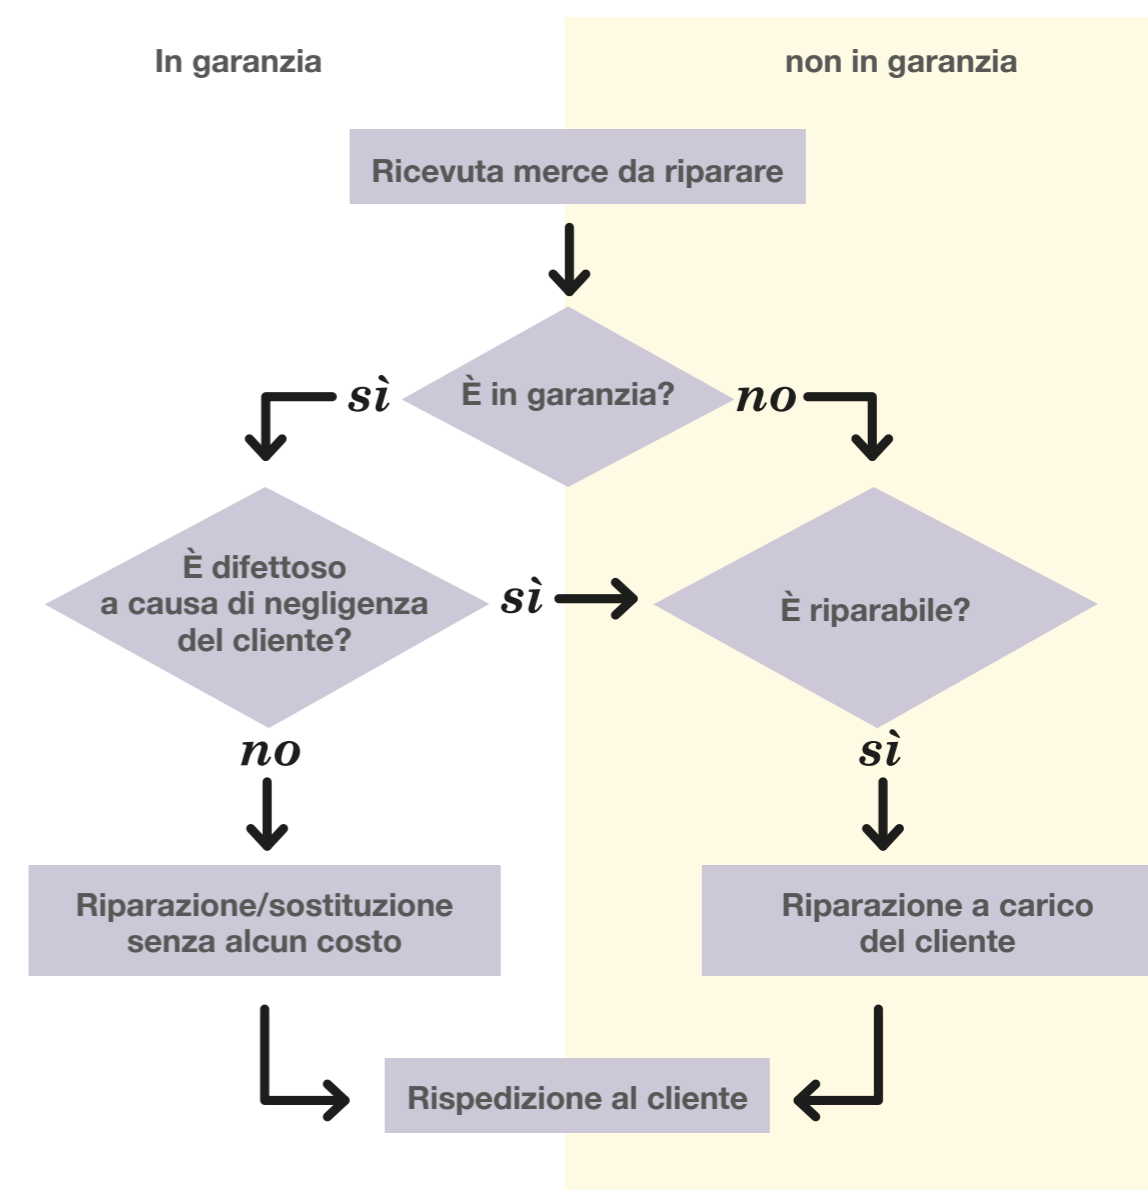 In garanzia
non in garanzia
Ricevuta merce da riparare
È in garanzia?
sì
no
È difettoso
a causa di negligenza
del cliente?
sì
È riparabile?
no
sì
Riparazione/sostituzione
senza alcun costo
Riparazione a carico
del cliente
Rispedizione al cliente